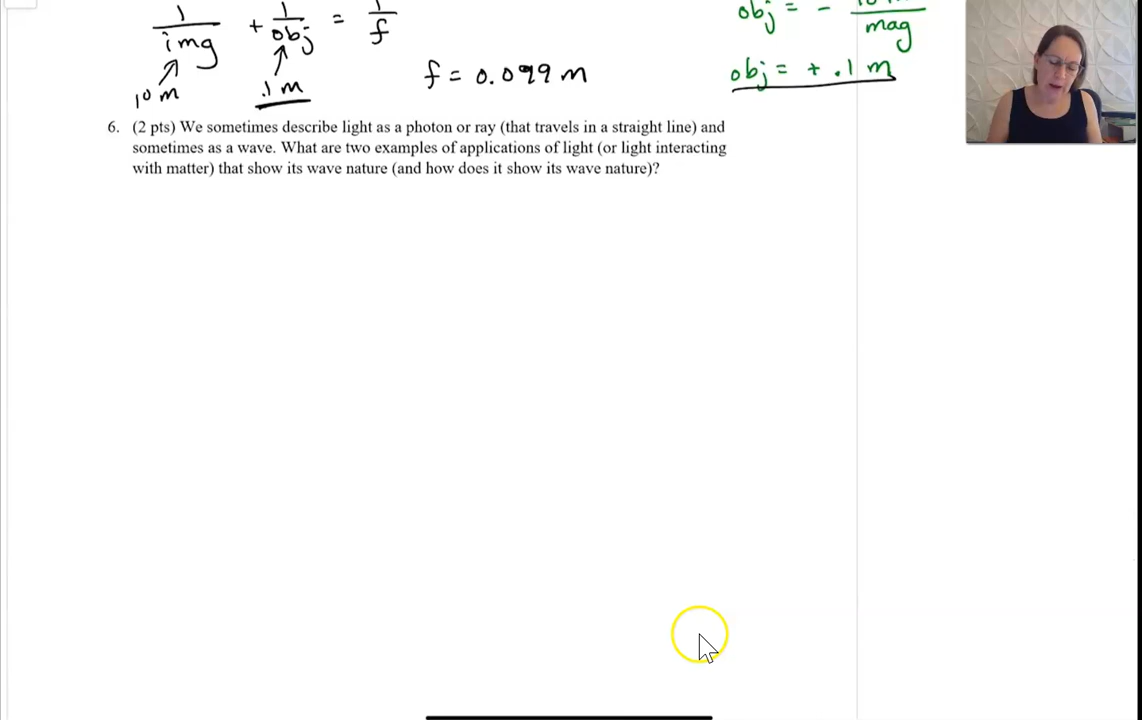 1/img + 1/obj = 1/f
obj = -
mag
10 m
.1 m
f = 0.099 m
obj = + .1 m
6. (2 pts) We sometimes describe light as a photon or ray (that travels in a straight line) and
sometimes as a wave. What are two examples of applications of light (or light interacting
with matter) that show its wave nature (and how does it show its wave nature)?